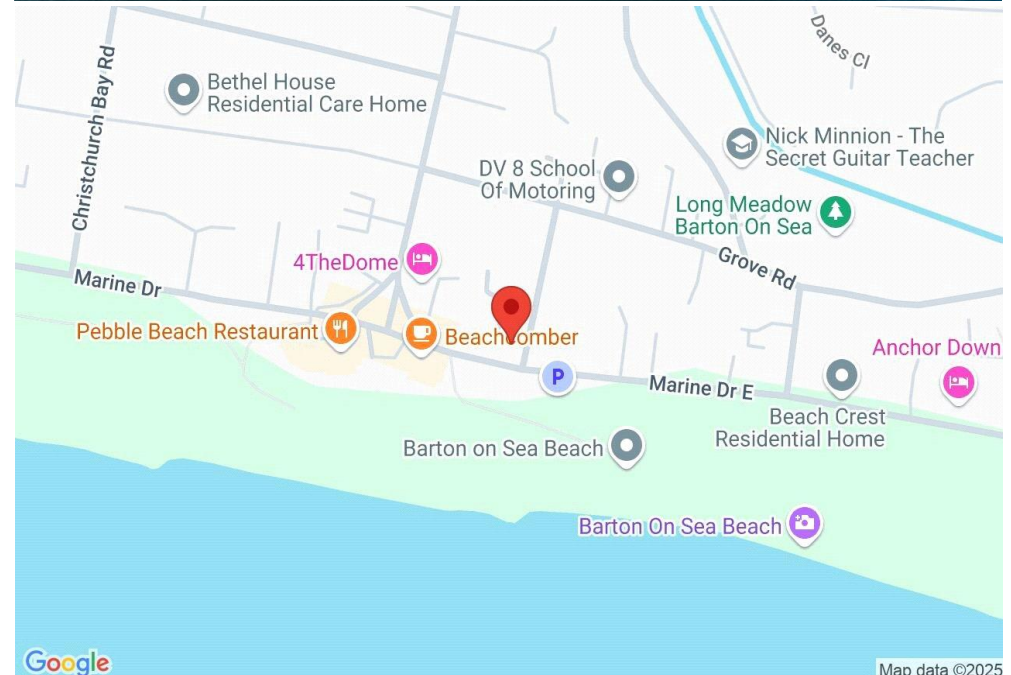 Danes Cl
Christchurch Bay Rd
Bethel House
Residential Care Home
Nick Minnion - The
Secret Guitar Teacher
DV 8 School
Of Motoring
Long Meadow
Barton On Sea
4TheDome
Grove Rd
Marine Dr
Pebble Beach Restaurant
Beachcomber
Anchor Down
P
Marine Dr E
Beach Crest
Residential Home
Barton on Sea Beach
Barton On Sea Beach
Google
Map data ©2025